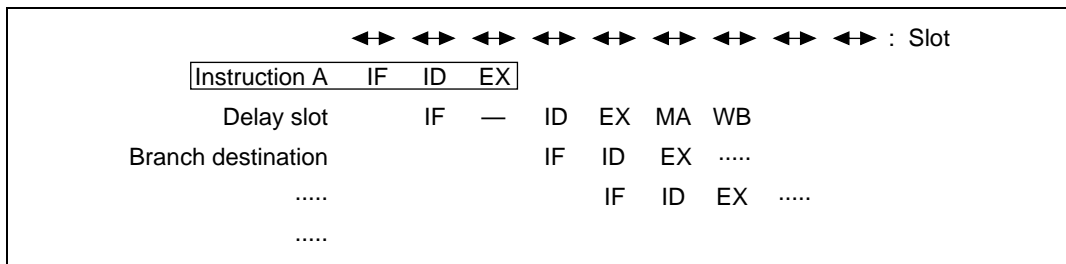 : Slot
Instruction A IF ID EX
Delay slot IF — ID EX MA WB
Branch destination IF ID EX .....
..... IF ID EX .....
.....